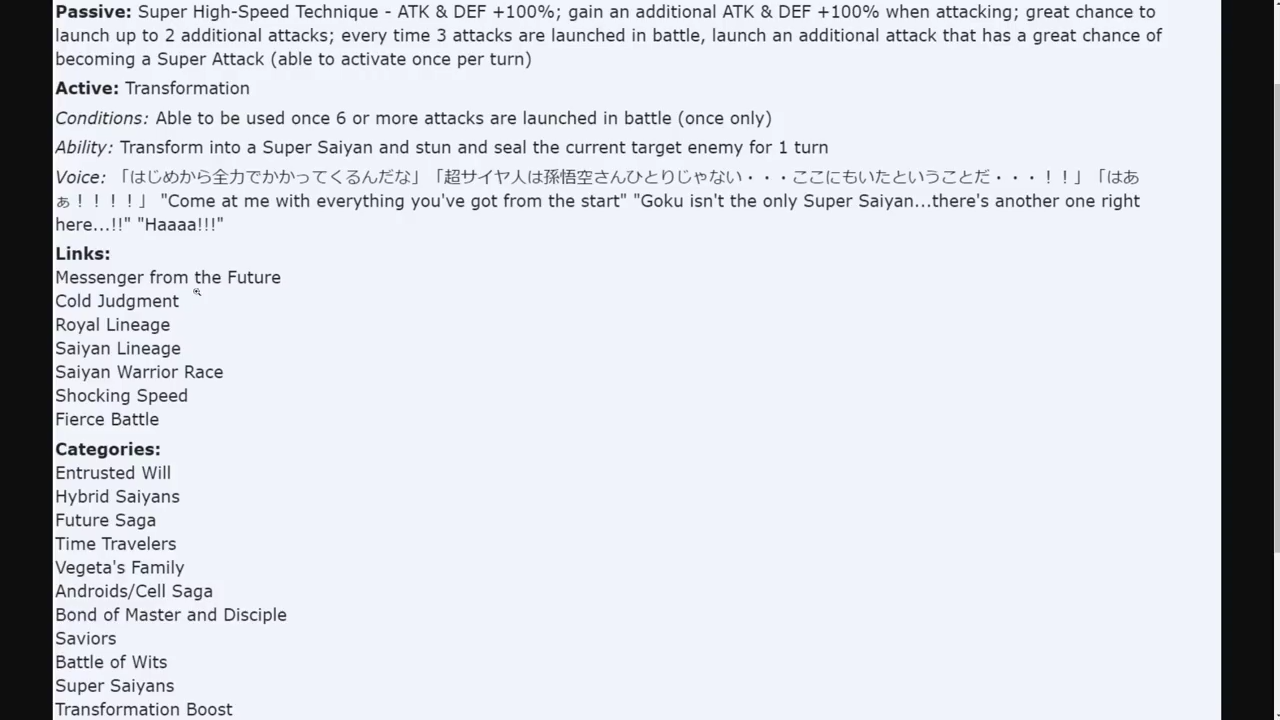 Passive: Super High-Speed Technique - ATK & DEF +100%; gain an additional ATK & DEF +100% when attacking; great chance to
launch up to 2 additional attacks; every time 3 attacks are launched in battle, launch an additional attack that has a great chance of
becoming a Super Attack (able to activate once per turn)
Active: Transformation
Conditions: Able to be used once 6 or more attacks are launched in battle (once only)
Ability: Transform into a Super Saiyan and stun and seal the current target enemy for 1 turn
Voice: 「はじめから全力でかかってくるんだな」「超サイヤ人は孫悟空さんひとりじゃない・・・ここにもいたということだ・・・！！」「はあ
ぁ！！！！」 "Come at me with everything you've got from the start" "Goku isn't the only Super Saiyan...there's another one right
here...!!" "Haaaa!!!"
Links:
Messenger from the Future
Cold Judgment
Royal Lineage
Saiyan Lineage
Saiyan Warrior Race
Shocking Speed
Fierce Battle
Categories:
Entrusted Will
Hybrid Saiyans
Future Saga
Time Travelers
Vegeta's Family
Androids/Cell Saga
Bond of Master and Disciple
Saviors
Battle of Wits
Super Saiyans
Transformation Boost